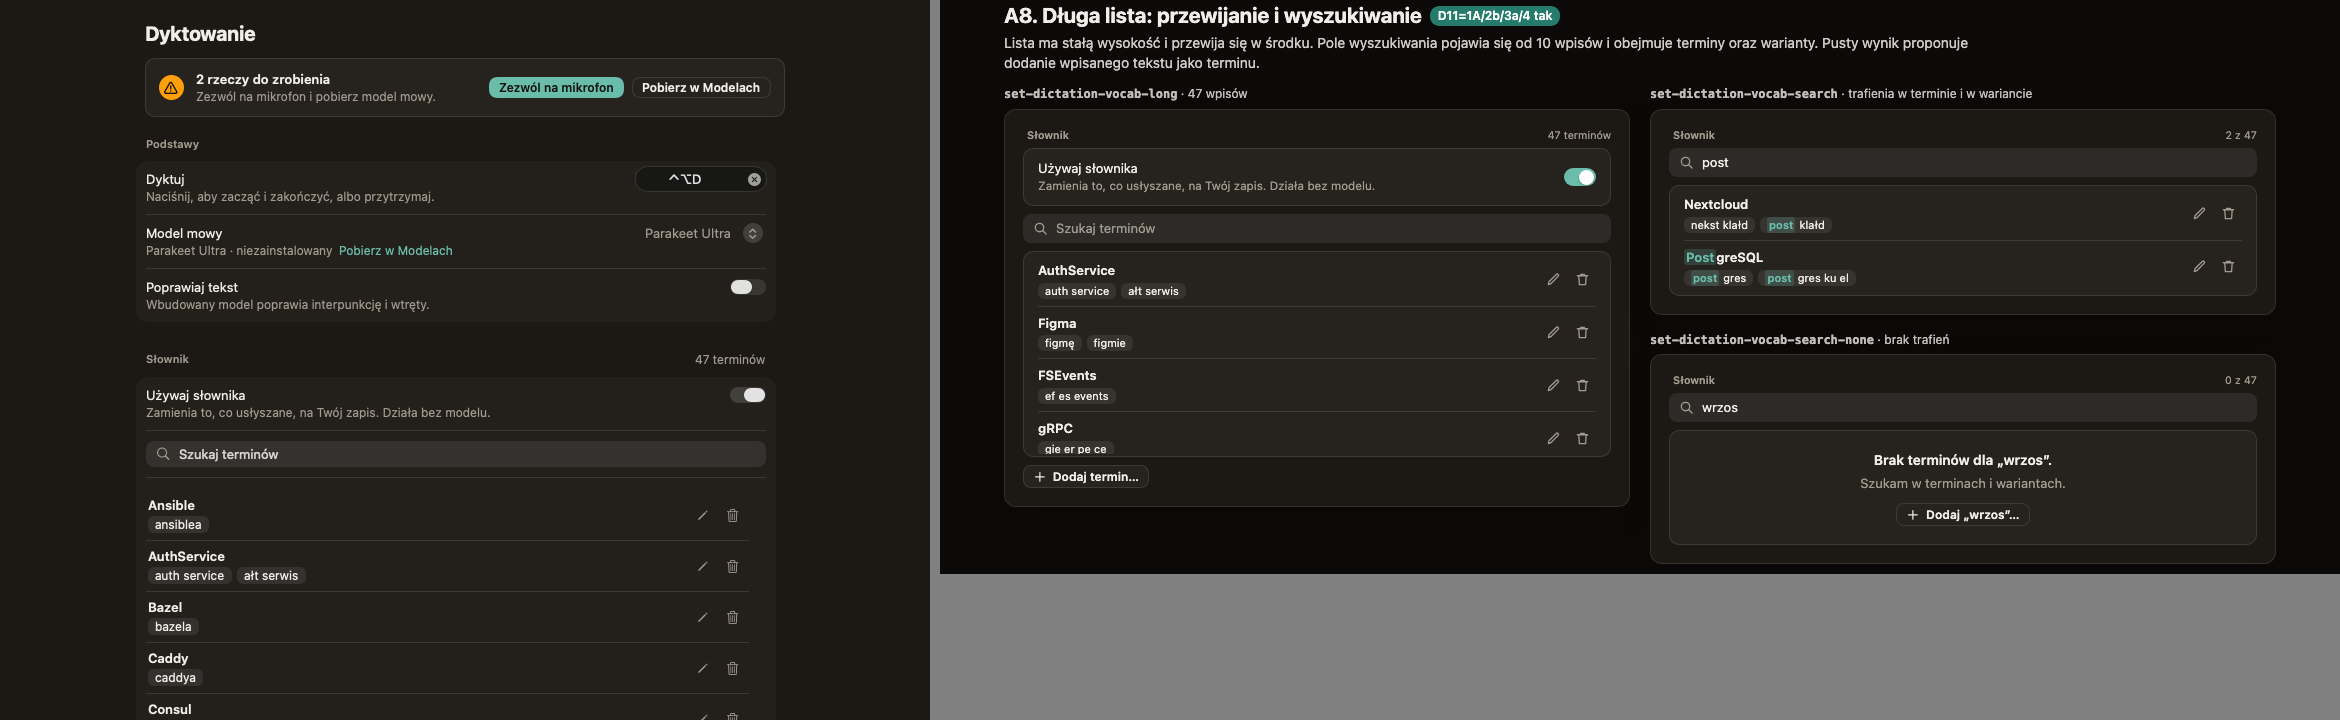 Dyktowanie
2 rzeczy do zrobienia
Zezwól na mikrofon i pobierz model mowy.
Zezwól na mikrofon
Pobierz w Modelach
Podstawy
Dyktuj
Naciśnij, aby zacząć i zakończyć, albo przytrzymaj.
^⌥D
Model mowy
Parakeet Ultra · niezainstalowany Pobierz w Modelach
Parakeet Ultra
Poprawiaj tekst
Wbudowany model poprawia interpunkcję i wtręty.
Słownik
47 terminów
Używaj słownika
Zamienia to, co usłyszane, na Twój zapis. Działa bez modelu.
Szukaj terminów
Ansible
ansiblea
AuthService
auth service ałt serwis
Bazel
bazela
Caddy
caddya
Consul
A8. Długa lista: przewijanie i wyszukiwanie D11=1A/2b/3a/4 tak
Lista ma stałą wysokość i przewija się w środku. Pole wyszukiwania pojawia się od 10 wpisów i obejmuje terminy oraz warianty. Pusty wynik proponuje
dodanie wpisanego tekstu jako terminu.
set-dictation-vocab-long · 47 wpisów
Słownik
47 terminów
Używaj słownika
Zamienia to, co usłyszane, na Twój zapis. Działa bez modelu.
Szukaj terminów
AuthService
auth service ałt serwis
Figma
figmę figmie
FSEvents
ef es events
gRPC
gie er pe ce
+ Dodaj termin...
set-dictation-vocab-search · trafienia w terminie i w wariancie
Słownik
2 z 47
post
Nextcloud
nekst klałd post klałd
PostgreSQL
post gres post gres ku el
set-dictation-vocab-search-none · brak trafień
Słownik
0 z 47
wrzos
Brak terminów dla „wrzos”.
Szukam w terminach i wariantach.
+ Dodaj „wrzos”...